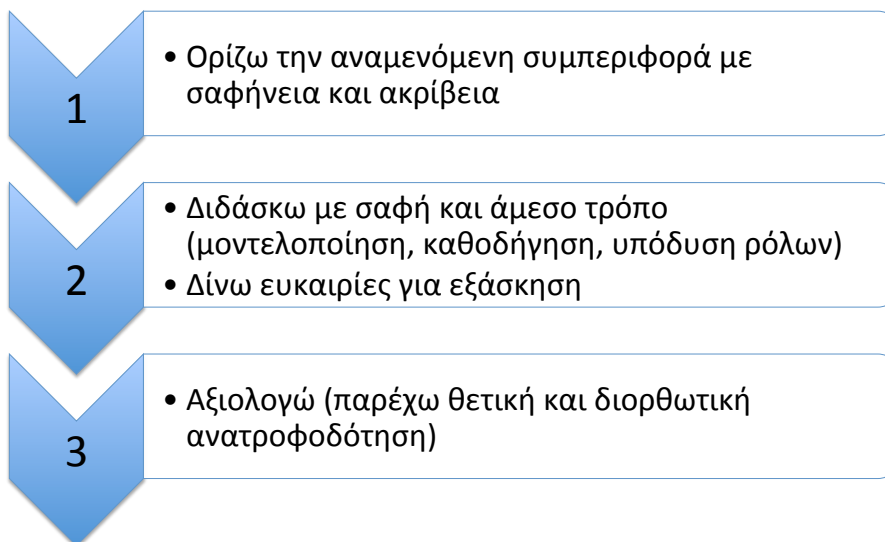 1
• Ορίζω την αναμενόμενη συμπεριφορά με
σαφήνεια και ακρίβεια
2
• Διδάσκω με σαφή και άμεσο τρόπο
(μοντελοποίηση, καθοδήγηση, υπόδυση ρόλων)
• Δίνω ευκαιρίες για εξάσκηση
3
• Αξιολογώ (παρέχω θετική και διορθωτική
ανατροφοδότηση)